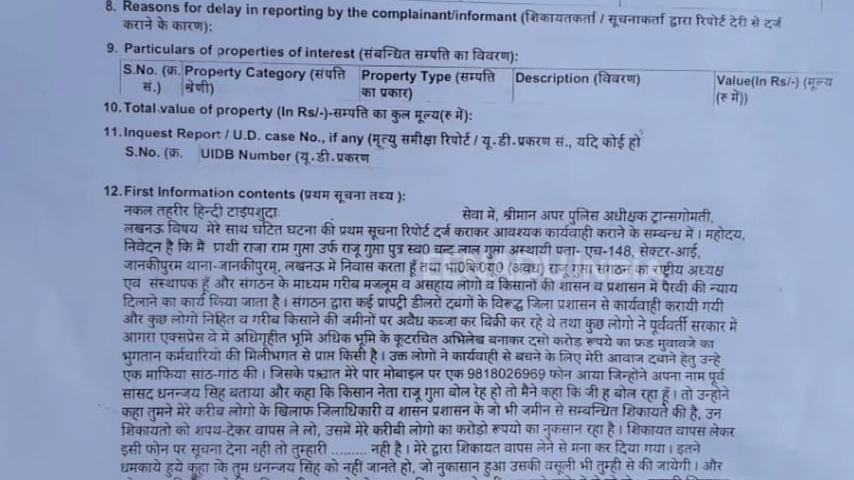 8. Reasons for delay in reporting by the complainant/informant (शिकायतकर्ता / सूचनाकर्ता द्वारा रिपोर्ट देरी से दर्ज
कराने के कारण):
9. Particulars of properties of interest (संबन्धित सम्पति का विवरण):
S.No. (क्र. Property Category (संपति Property Type (सम्पति Description (विवरण) Value(In Rs/-) (मूल्य
सं.) श्रेणी) का प्रकार) (रु में))
10. Total value of property (In Rs/-)-सम्पति का कुल मूल्य(रु में):
11. Inquest Report / U.D. case No., if any (मृत्यु समीक्षा रिपोर्ट / यू.डी.प्रकरण सं., यदि कोई हो
S.No. (क्र. UIDB Number (यू.डी.प्रकरण
12. First Information contents (प्रथम सूचना तथ्य ):
नकल तहरीर हिन्दी टाईपशुदाः सेवा में, श्रीमान अपर पुलिस अधीक्षक ट्रान्सगोमती,
लखनऊ विषय मेरे साथ घटित घटना की प्रथम सूचना रिपोर्ट दर्ज कराकर आवश्यक कार्यवाही कराने के सम्बन्ध में । महोदय,
निवेदन है कि मैं प्रार्थी राजा राम गुप्ता उर्फ राजू गुप्ता पुत्र स्व0 चन्द्र लाल गुप्ता अस्थायी पता- एच-148, सेक्टर-आई,
जानकीपुरम थाना-जानकीपुरम्, लखनऊ में निवास करता हूँ तथा भा0कि0यू0 (अवध) राजू गुप्ता संगठन का राष्ट्रीय अध्यक्ष
एवं संस्थापक हूँ और संगठन के माध्यम गरीब मजलूम व असहाय लोगो व किसानों की शासन व प्रशासन में पैरवी की न्याय
दिलाने का कार्य किया जाता है । संगठन द्वारा कई प्रापट्री डीलरों दबंगों के विरूद्ध जिला प्रशासन से कार्यवाही करायी गयी
और कुछ लोगो निहित व गरीब किसाने की जमीनों पर अवैध कब्जा कर बिक्री कर रहे थे तथा कुछ लोगो ने पूर्ववर्ती सरकार में
आगरा एक्सप्रेस वे मे अधिगृहीत भूमि अधिक भूमि के कूटरचित अभिलेख बनाकर दसो करोड़ रूपये का फ्रड मुवावजे का
भुगतान कर्मचारियों की मिलीभगत से प्राप्त किसी है । उक्त लोगो ने कार्यवाही से बचने के लिए मेरी आवाज दवाने हेतु उन्हे
एक माफिया सांठ-गांठ की । जिसके पश्चात मेरे पार मोबाइल पर एक 9818026969 फोन आया जिन्होने अपना नाम पूर्व
सांसद धनन्जय सिह बताया और कहा कि किसान नेता राजू गुप्ता बोल रेह हो तो मैने कहा कि जी ह बोल रहा हूँ । तो उन्होने
कहा तुमने मेरे करीब लोगो के खिलाफ जिलाधिकारी व शासन प्रशासन के जो भी जमीन से सम्बन्धित शिकायते की है, उन
शिकायतो को शपथ-देकर वापस ले लो, उसमें मेरे करीबी लोगो का करोड़ो रूपयो का नुकसान रहा है । शिकायत वापस लेकर
इसी फोन पर सूचना देना नही तो तुम्हारी ......... नही है । मेरे द्वारा शिकायत वापस लेने से मना कर दिया गया । इतने
धमकाये हुये कहा कि तुम धनन्जय सिंह को नहीं जानते हो, जो नुकासान हुआ उसकी वसूली भी तुम्ही से की जायेगी । और